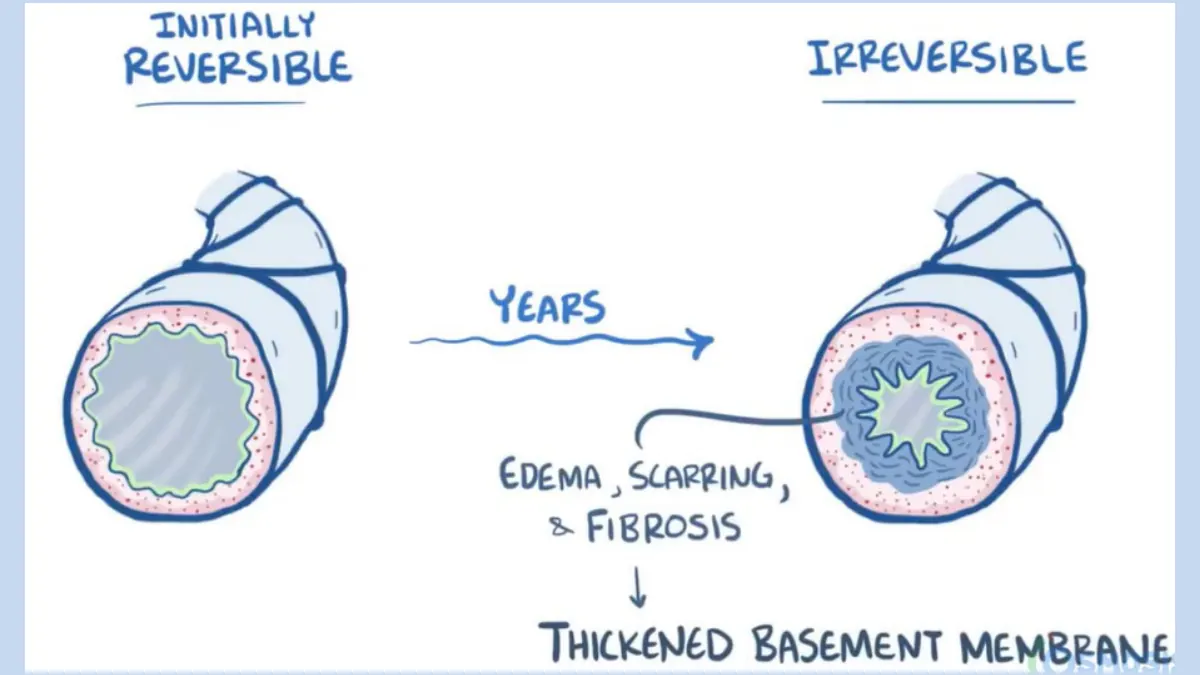 INITIALLY
REVERSIBLE
IRREVERSIBLE
YEARS
EDEMA, SCARRING,
& FIBROSIS
THICKENED BASEMENT MEMBRANE